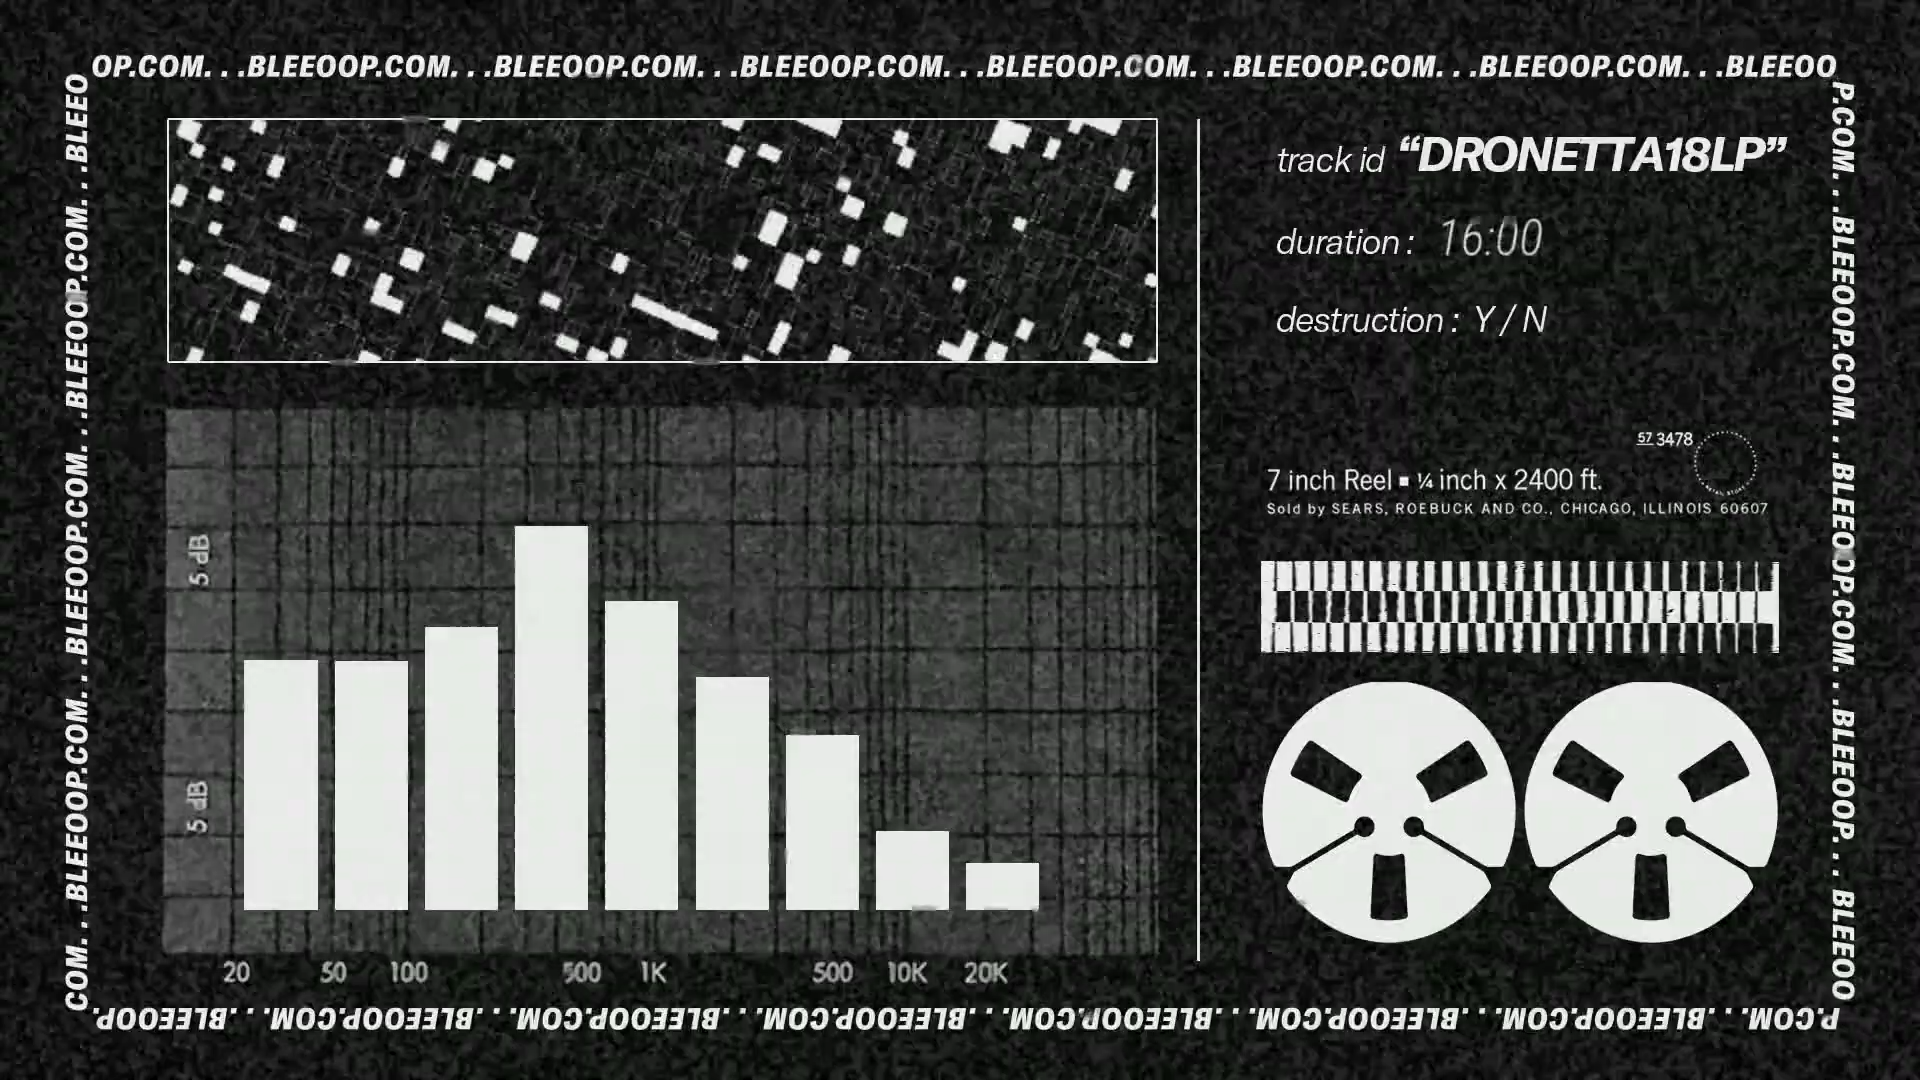 OP.COM. . .BLEEOOP.COM. . .BLEEOOP.COM. . .BLEEOOP.COM. . .BLEEOOP.COM. . .BLEEOOP.COM. . .BLEEOOP.COM. . .BLEEOO
P.COM. . .BLEEOOP.COM. . .BLEEOOP.COM. . .BLEEOOP. . . BLEEOO
P.COM. . .BLEEOOP.COM. . .BLEEOOP.COM. . .BLEEOOP.COM. . .BLEEOOP.COM. . .BLEEOOP.COM. . .BLEEOOP.COM. . .BLEEOOP.
COM. . .BLEEOOP.COM. . .BLEEOOP.COM. . .BLEEOOP.COM. . .BLEEO
track id “DRONETTA18LP”
duration : 16:00
destruction : Y / N
57 3478
7 inch Reel ▪ ¼ inch x 2400 ft.
Sold by SEARS, ROEBUCK AND CO., CHICAGO, ILLINOIS 60607
5 dB
5 dB
20 50 100 500 1K 500 10K 20K